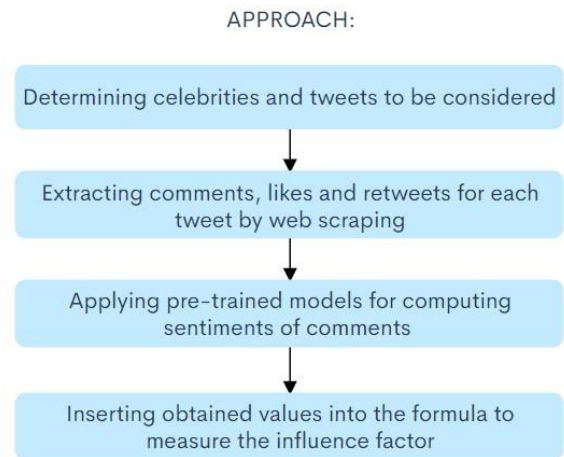 APPROACH:
Determining celebrities and tweets to be considered
Extracting comments, likes and retweets for each
tweet by web scraping
Applying pre-trained models for computing
sentiments of comments
Inserting obtained values into the formula to
measure the influence factor